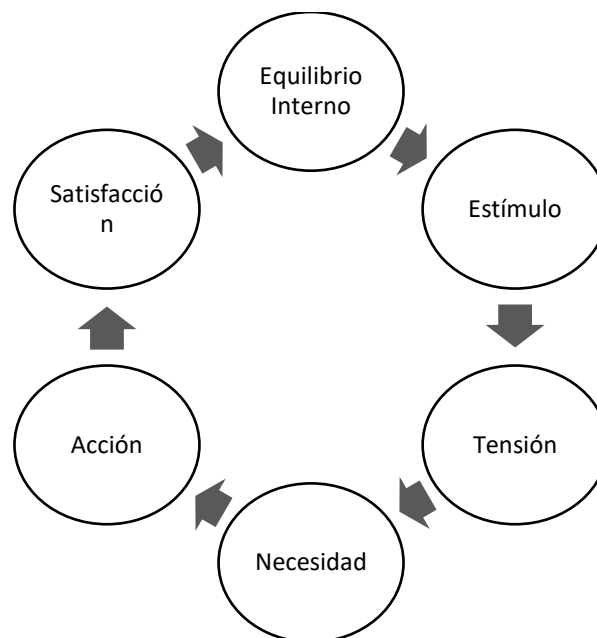 Equilibrio
Interno
Estímulo
Tensión
Necesidad
Acción
Satisfacció
n